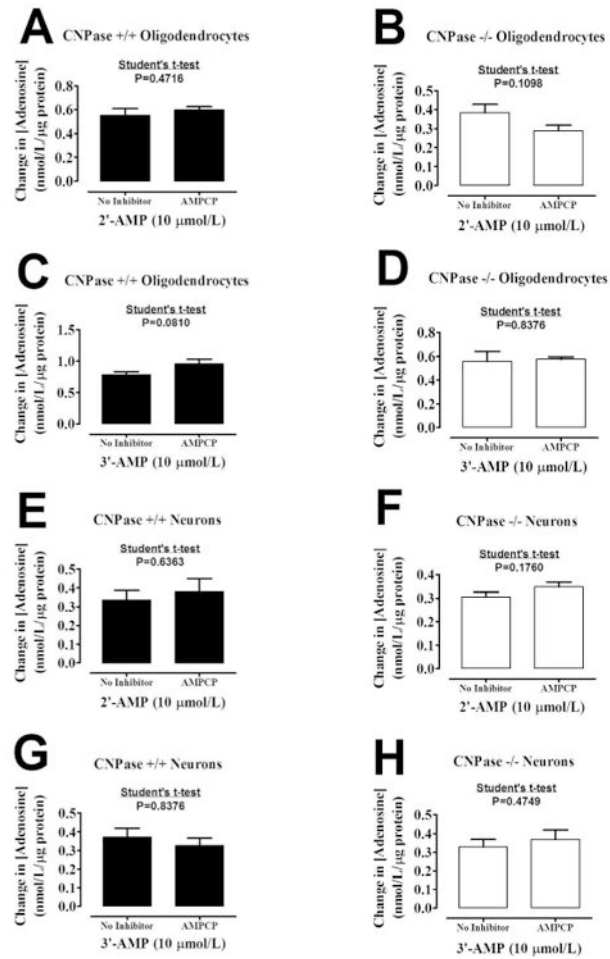 A
CNPase +/+ Oligodendrocytes
Student's t-test
P=0.4716
Change in [Adenosine]
(nmol/L/µg protein)
0.8
0.6
0.4
0.2
0.0
No Inhibitor
AMPCP
2'-AMP (10 µmol/L)
B
CNPase -/- Oligodendrocytes
Student's t-test
P=0.1098
Change in [Adenosine]
(nmol/L/µg protein)
0.5
0.4
0.3
0.2
0.1
0.0
No Inhibitor
AMPCP
2'-AMP (10 µmol/L)
C
CNPase +/+ Oligodendrocytes
Student's t-test
P=0.0810
Change in [Adenosine]
(nmol/L/µg protein)
1.5
1.0
0.5
0.0
No Inhibitor
AMPCP
3'-AMP (10 µmol/L)
D
CNPase -/- Oligodendrocytes
Student's t-test
P=0.8376
Change in [Adenosine]
(nmol/L/µg protein)
0.8
0.6
0.4
0.2
0.0
No Inhibitor
AMPCP
3'-AMP (10 µmol/L)
E
CNPase +/+ Neurons
Student's t-test
P=0.6363
Change in [Adenosine]
(nmol/L/µg protein)
0.5
0.4
0.3
0.2
0.1
0.0
No Inhibitor
AMPCP
2'-AMP (10 µmol/L)
F
CNPase -/- Neurons
Student's t-test
P=0.1760
Change in [Adenosine]
(nmol/L/µg protein)
0.4
0.3
0.2
0.1
0.0
No Inhibitor
AMPCP
2'-AMP (10 µmol/L)
G
CNPase +/+ Neurons
Student's t-test
P=0.8376
Change in [Adenosine]
(nmol/L/µg protein)
0.5
0.4
0.3
0.2
0.1
0.0
No Inhibitor
AMPCP
3'-AMP (10 µmol/L)
H
CNPase -/- Neurons
Student's t-test
P=0.4749
Change in [Adenosine]
(nmol/L/µg protein)
0.5
0.4
0.3
0.2
0.1
0.0
No Inhibitor
AMPCP
3'-AMP (10 µmol/L)